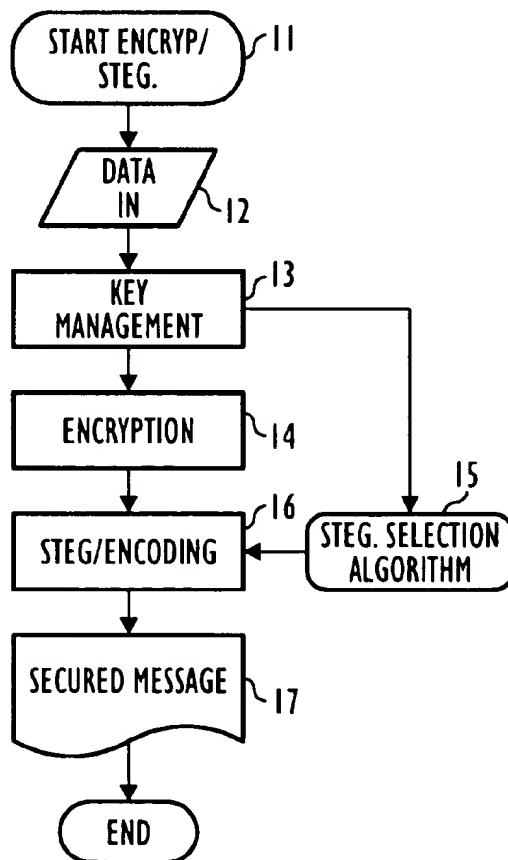 START ENCRYP/
STEG.
11
DATA
IN
12
KEY
MANAGEMENT
13
ENCRYPTION
14
15
STEG. SELECTION
ALGORITHM
16
STEG/ENCODING
SECURED MESSAGE
17
END